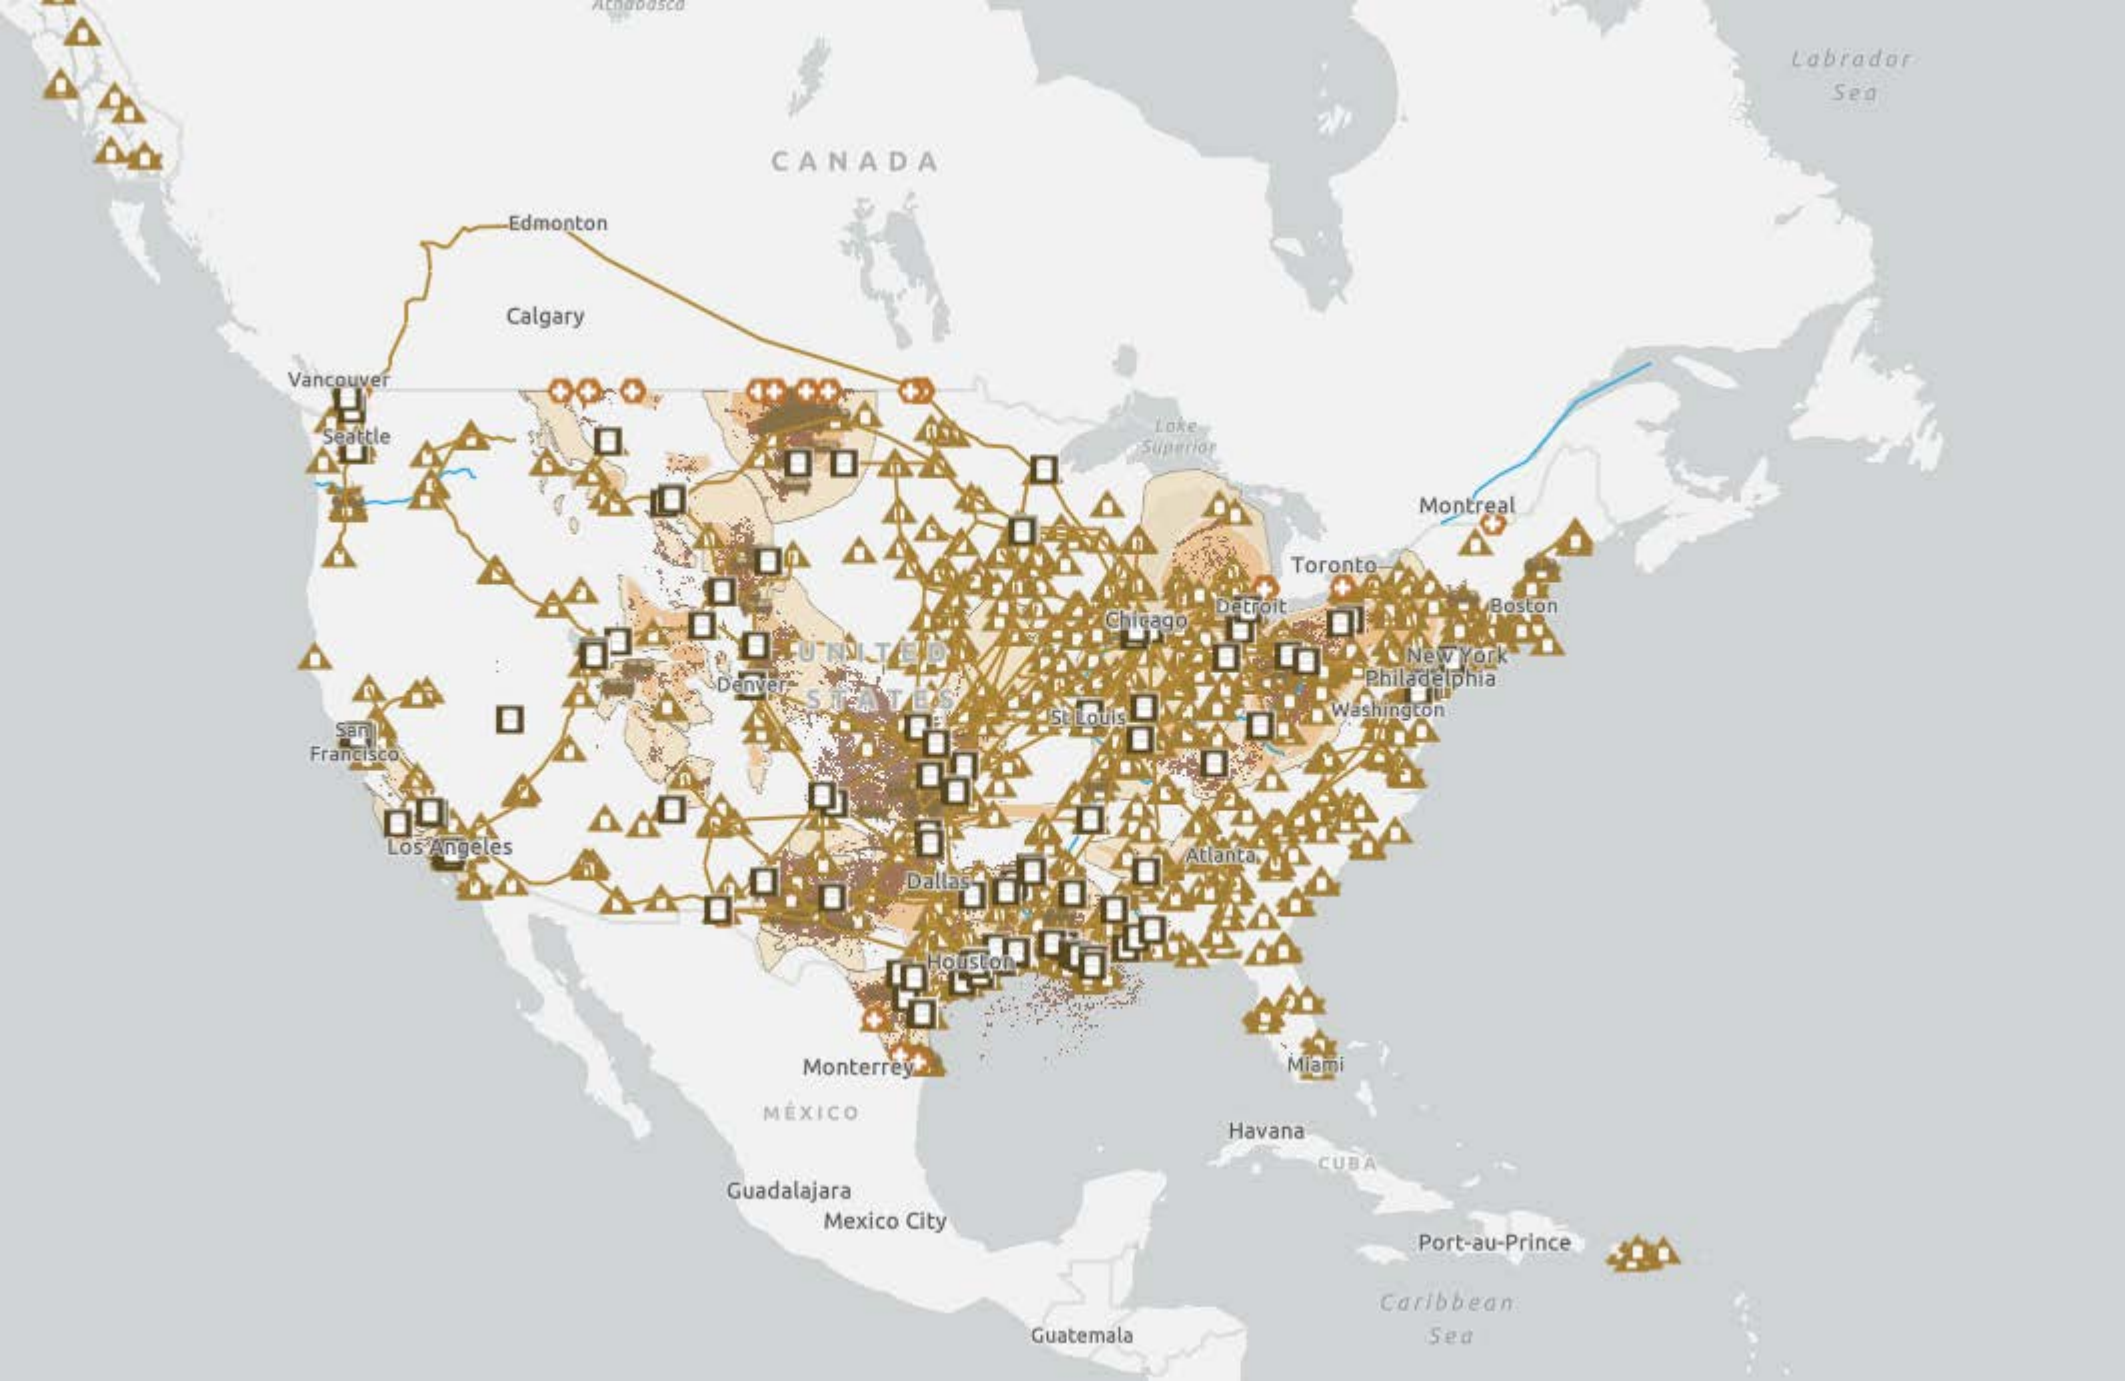 Athabasca
Labrador
Sea
CANADA
Edmonton
Calgary
Vancouver
Seattle
Lake
Superior
Montreal
Toronto
Detroit
Boston
Chicago
UNITED
STATES
New York
Philadelphia
Denver
Washington
St Louis
San
Francisco
Los Angeles
Atlanta
Dallas
Houston
Monterrey
Miami
MÉXICO
Havana
CUBA
Guadalajara
Mexico City
Port-au-Prince
Caribbean
Sea
Guatemala